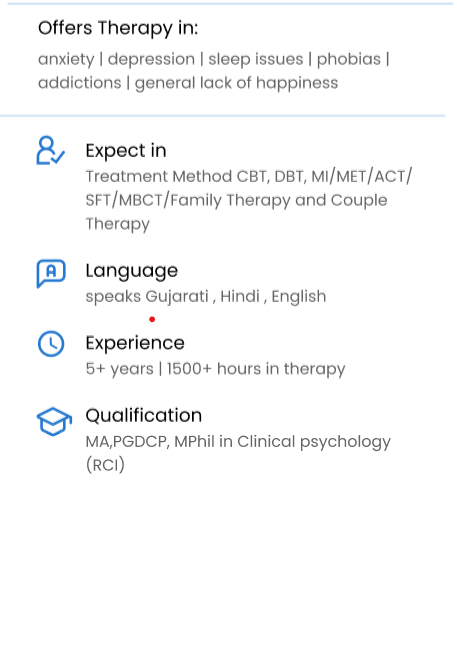 Offers Therapy in:
anxiety | depression | sleep issues | phobias |
addictions | general lack of happiness
Expect in
Treatment Method CBT, DBT, MI/MET/ACT/
SFT/MBCT/Family Therapy and Couple
Therapy
A
Language
speaks Gujarati , Hindi , English
Experience
5+ years | 1500+ hours in therapy
Qualification
MA,PGDCP, MPhil in Clinical psychology
(RCI)